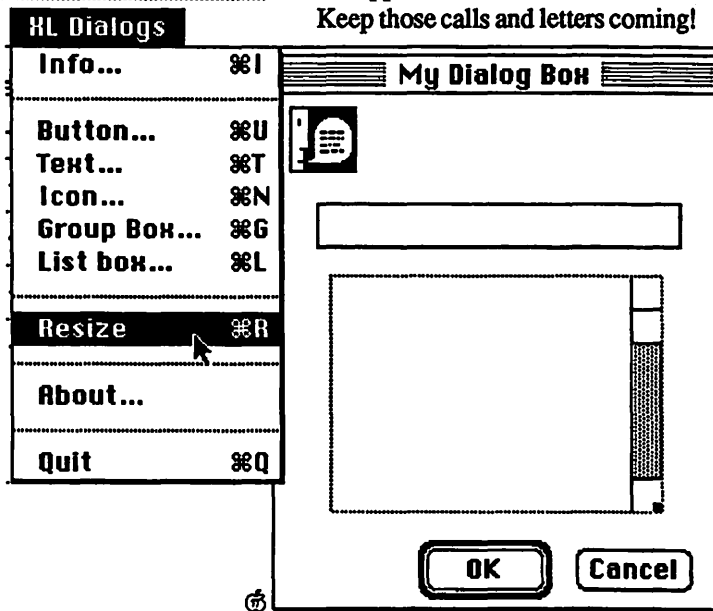 Keep those calls and letters coming!
XL Dialogs
Info... ⌘I
Button... ⌘U
Text... ⌘T
Icon... ⌘N
Group Box... ⌘G
List box... ⌘L
Resize ⌘R
About...
Quit ⌘Q
My Dialog Box
OK
Cancel